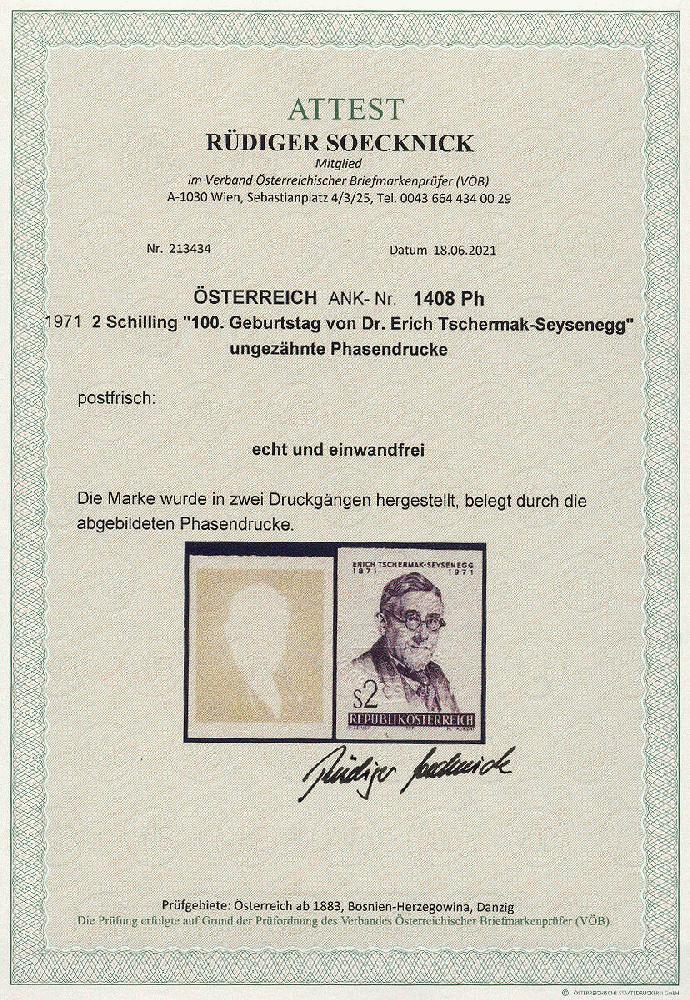 ATTEST
RÜDIGER SOECKNICK
Mitglied
im Verband Österreichischer Briefmarkenprüfer (VÖB)
A-1030 Wien, Sebastianplatz 4/3/25, Tel. 0043 664 434 00 29
Nr. 213434 Datum 18.06.2021
ÖSTERREICH ANK- Nr. 1408 Ph
1971 2 Schilling "100. Geburtstag von Dr. Erich Tschermak-Seysenegg"
ungezähnte Phasendrucke
postfrisch:
echt und einwandfrei
Die Marke wurde in zwei Druckgängen hergestellt, belegt durch die
abgebildeten Phasendrucke.
ERICH TSCHERMAK-SEYSENEGG
1871 1971
S2
REPUBLIK ÖSTERREICH
Rüdiger Soecknick
Prüfgebiete: Österreich ab 1883, Bosnien-Herzegowina, Danzig
Die Prüfung erfolgte auf Grund der Prüfordnung des Verbandes Österreichischer Briefmarkenprüfer (VÖB)